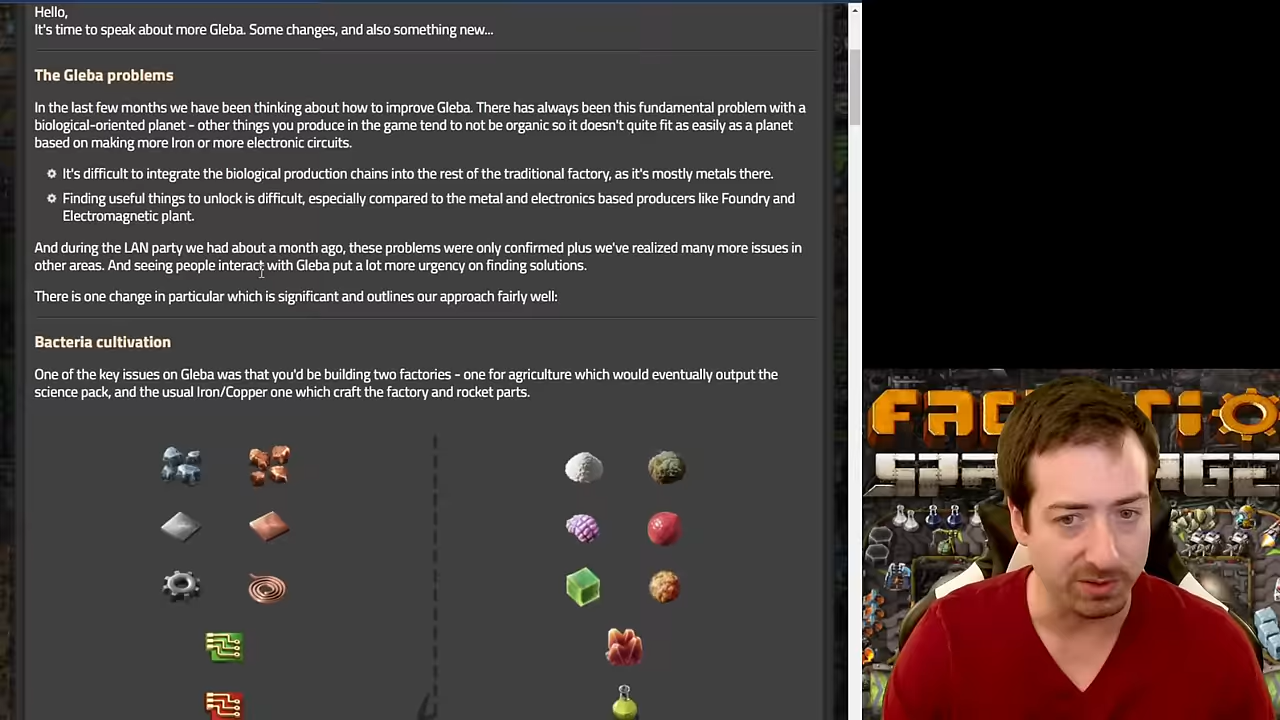 Hello,
It's time to speak about more Gleba. Some changes, and also something new...
The Gleba problems
In the last few months we have been thinking about how to improve Gleba. There has always been this fundamental problem with a
biological-oriented planet - other things you produce in the game tend to not be organic so it doesn't quite fit as easily as a planet
based on making more Iron or more electronic circuits.
It's difficult to integrate the biological production chains into the rest of the traditional factory, as it's mostly metals there.
Finding useful things to unlock is difficult, especially compared to the metal and electronics based producers like Foundry and
Electromagnetic plant.
And during the LAN party we had about a month ago, these problems were only confirmed plus we've realized many more issues in
other areas. And seeing people interact with Gleba put a lot more urgency on finding solutions.
There is one change in particular which is significant and outlines our approach fairly well:
Bacteria cultivation
One of the key issues on Gleba was that you'd be building two factories - one for agriculture which would eventually output the
science pack, and the usual Iron/Copper one which craft the factory and rocket parts.